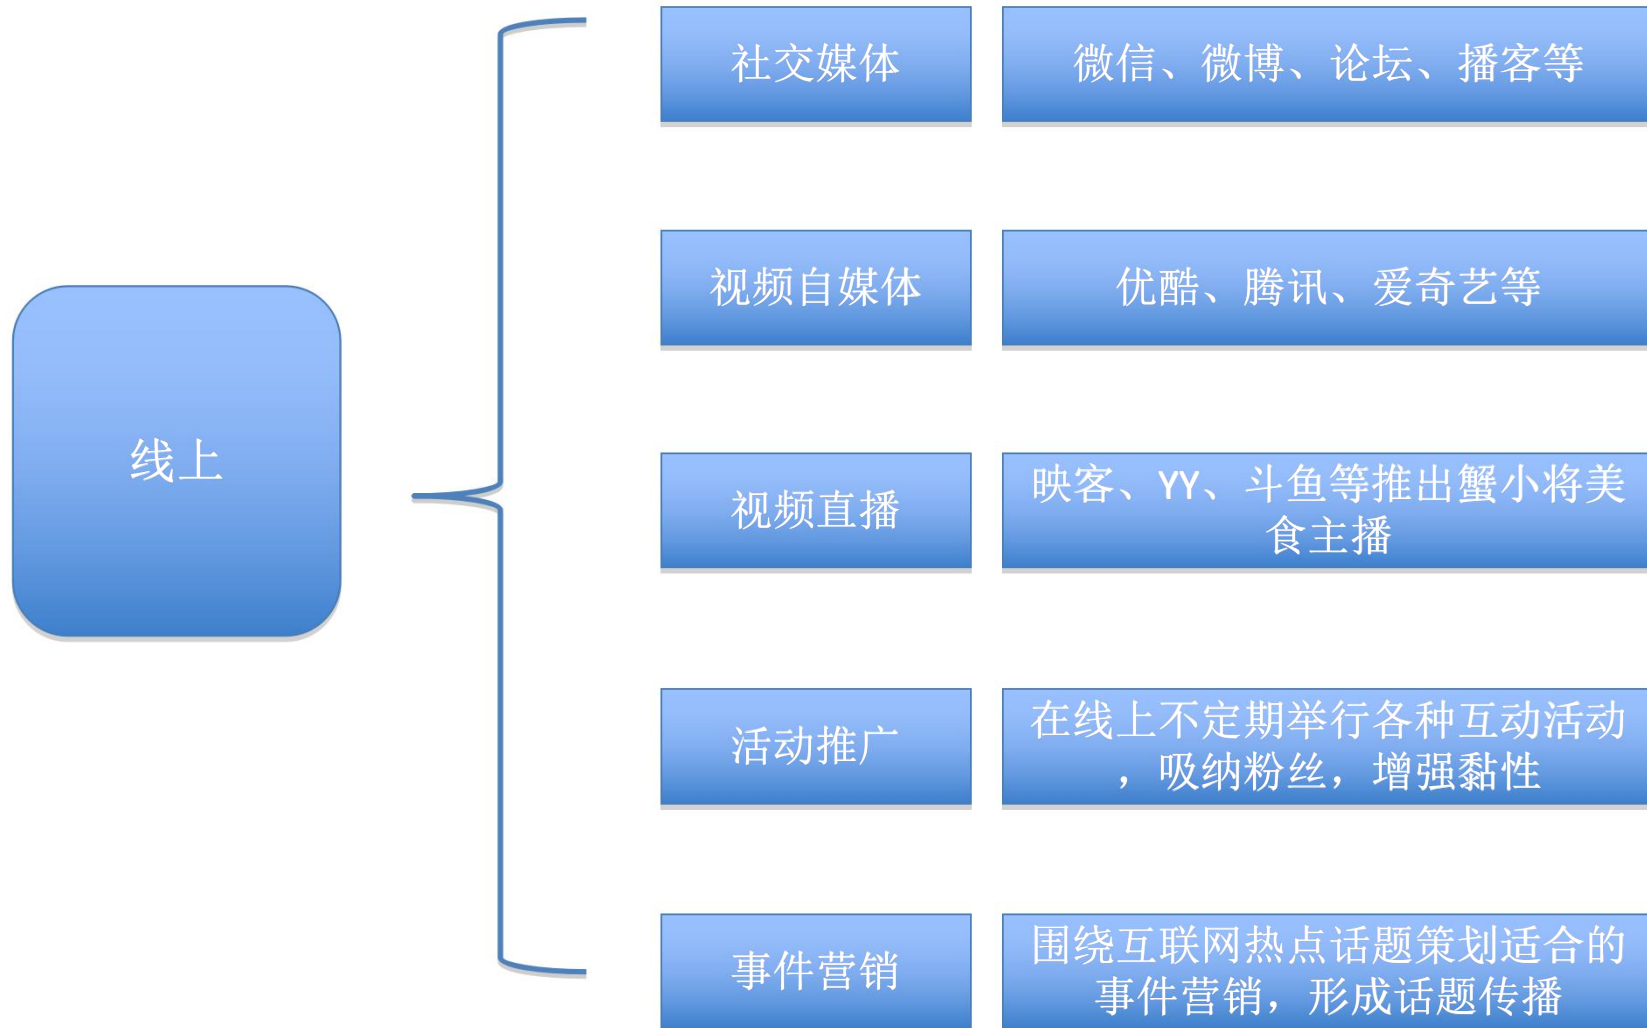 线上
社交媒体
微信、微博、论坛、播客等
视频自媒体
优酷、腾讯、爱奇艺等
视频直播
映客、YY、斗鱼等推出蟹小将美
食主播
活动推广
在线上不定期举行各种互动活动
，吸纳粉丝，增强黏性
事件营销
围绕互联网热点话题策划适合的
事件营销，形成话题传播